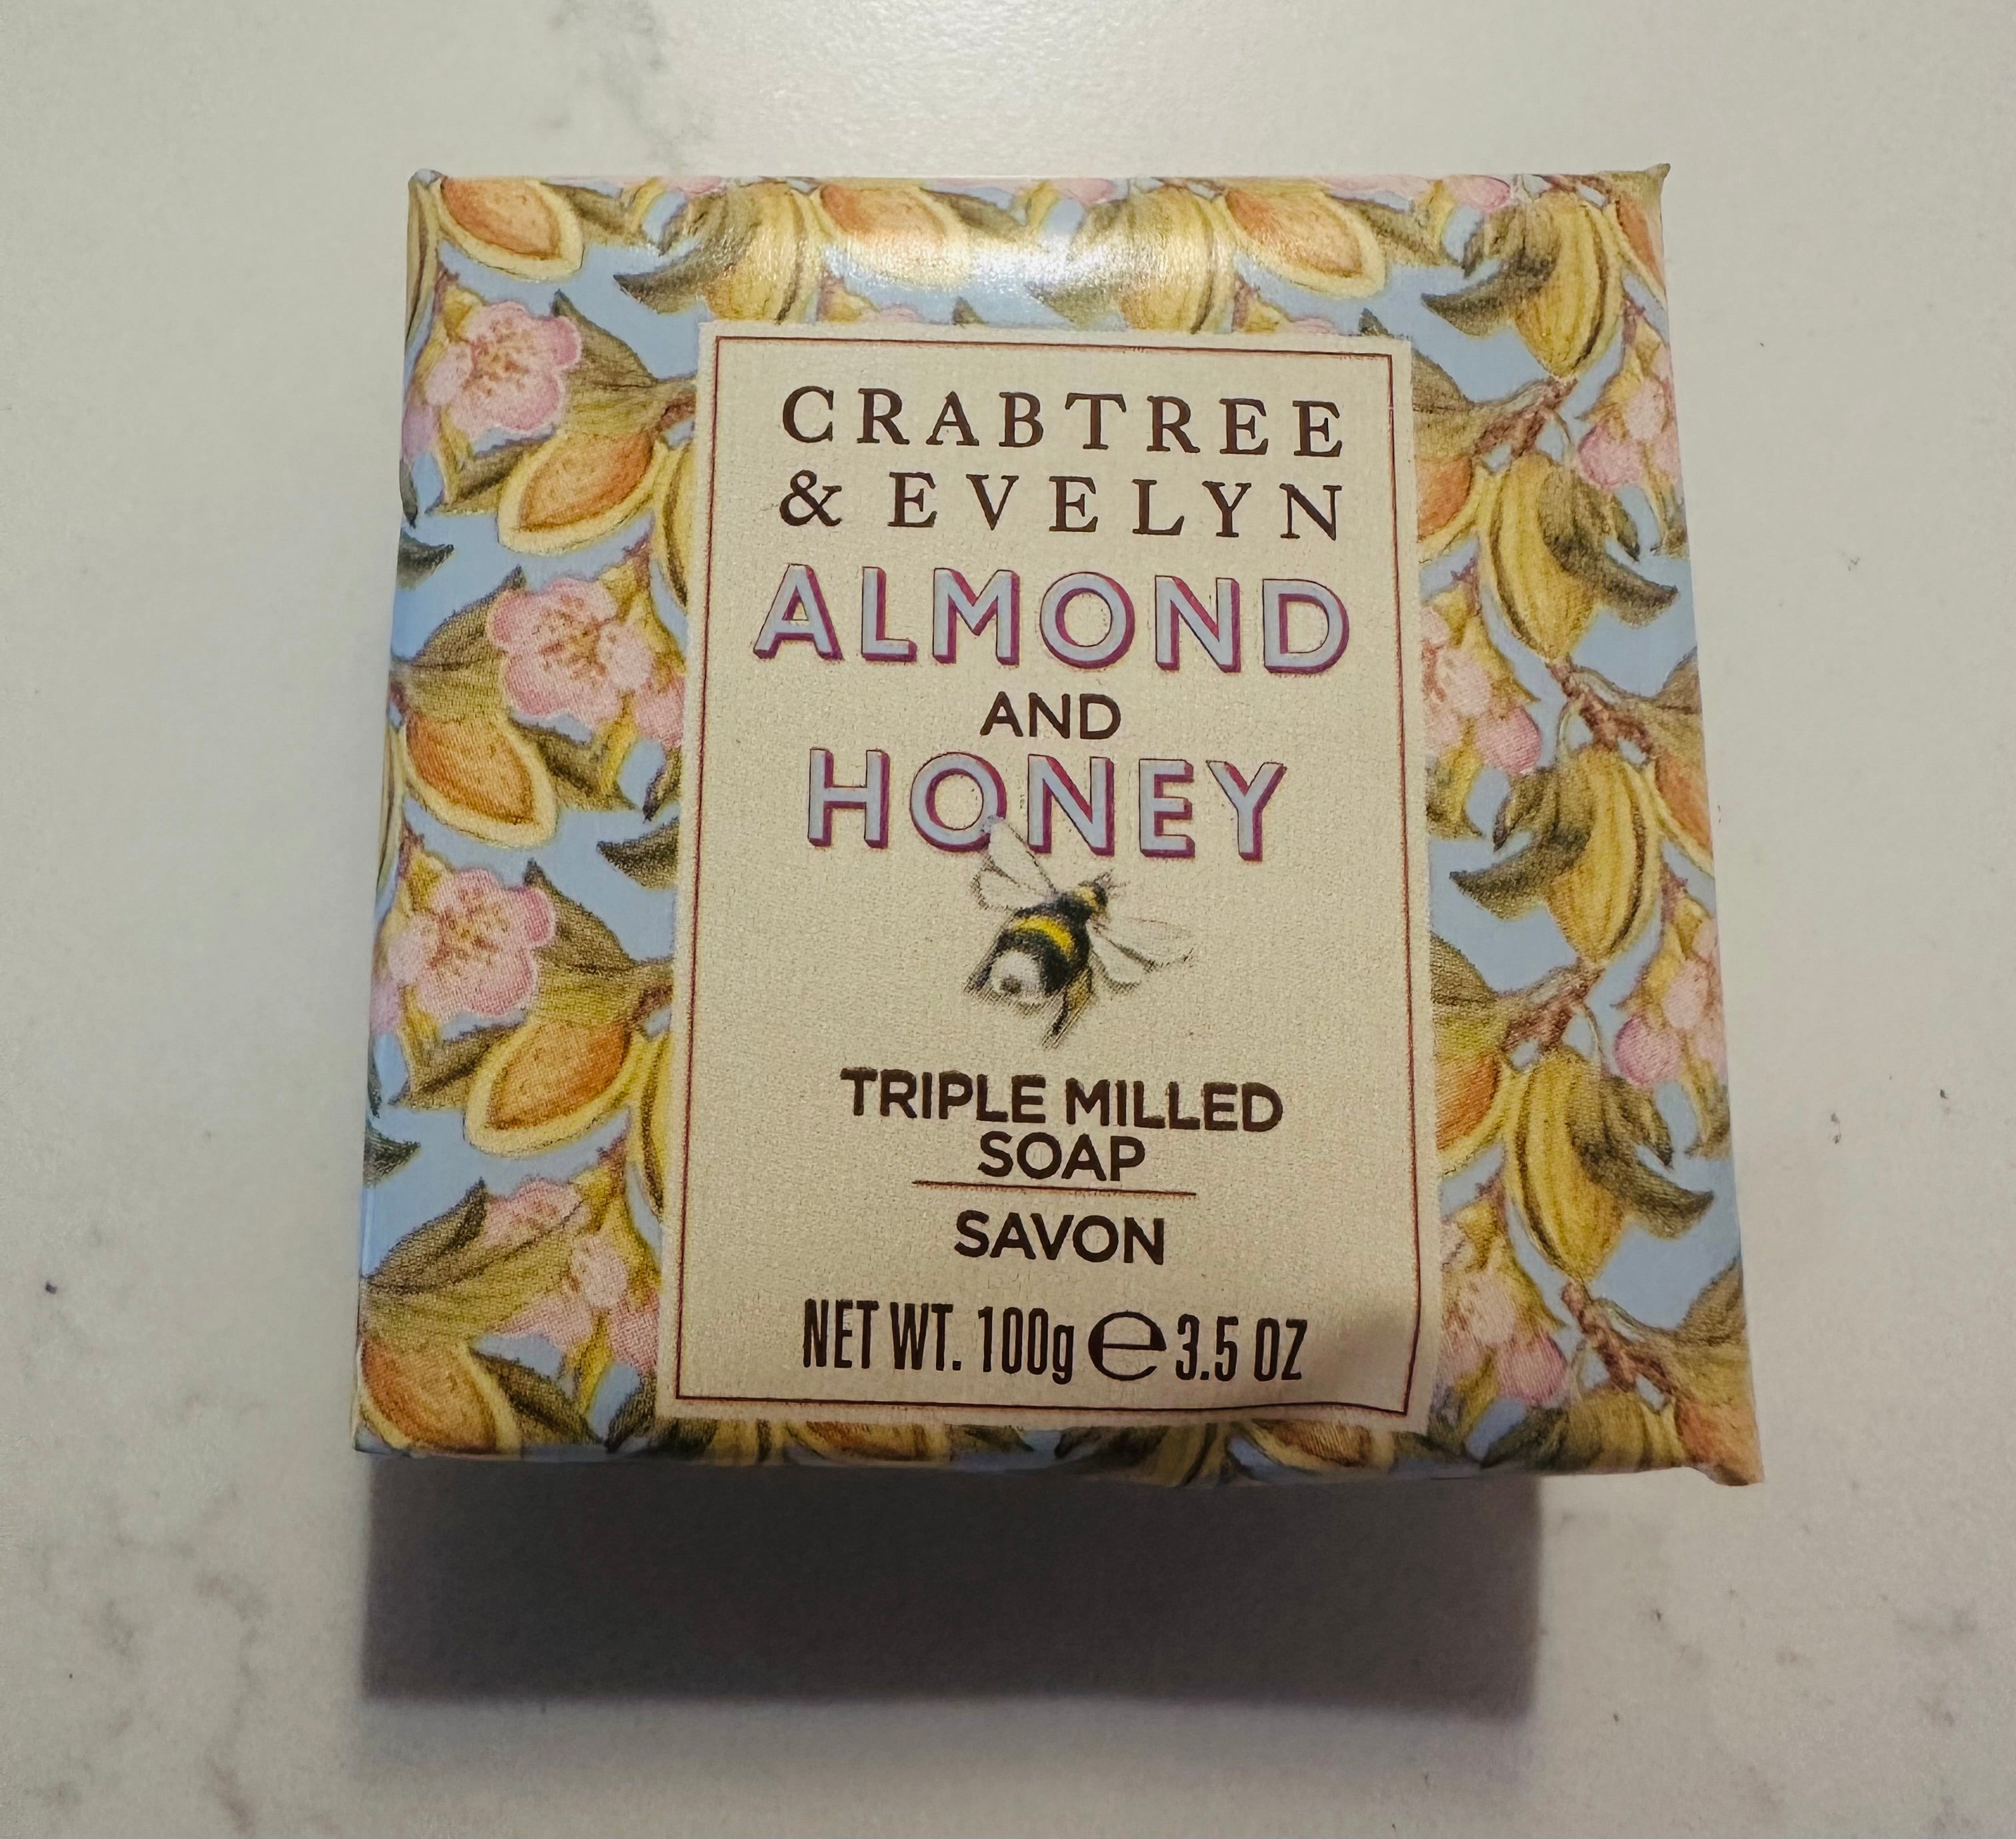 CRABTREE
& EVELYN
ALMOND
AND
HONEY
TRIPLE MILLED
SOAP
SAVON
NET WT. 100g ℮ 3.5 OZ